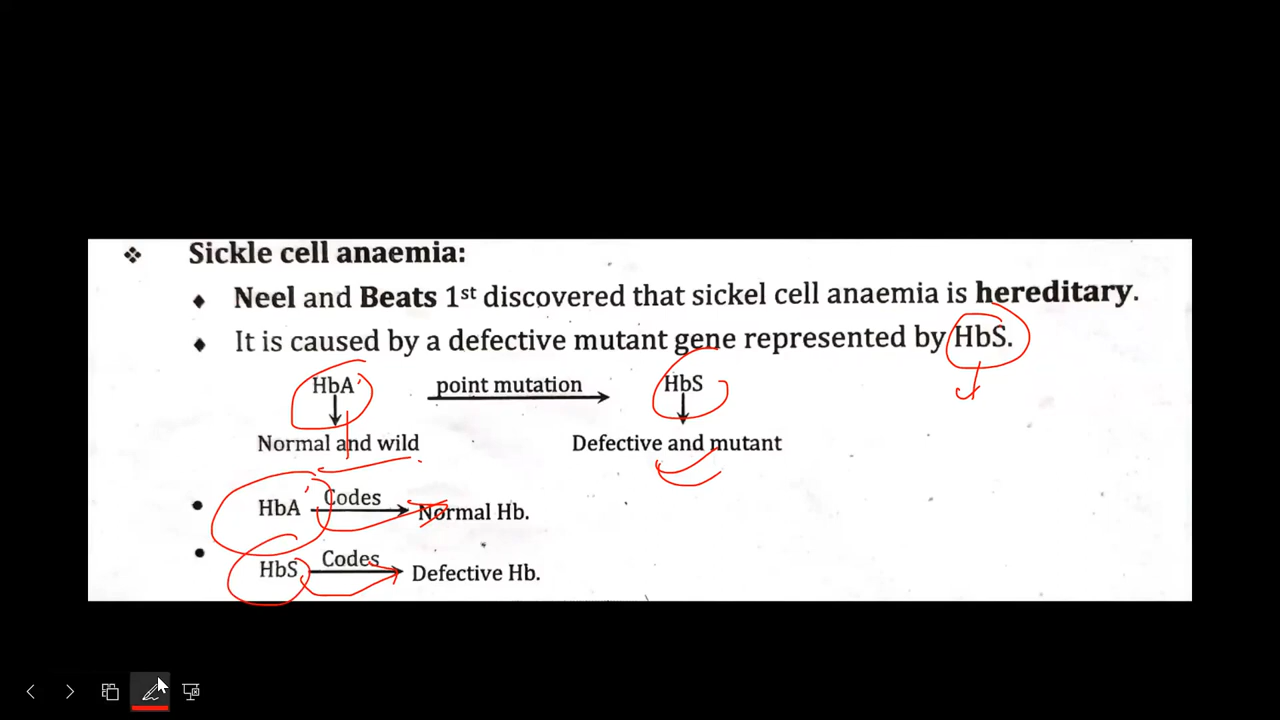 ❖ Sickle cell anaemia:
♦ Neel and Beats 1st discovered that sickel cell anaemia is hereditary.
♦ It is caused by a defective mutant gene represented by HbS.
HbA point mutation HbS
Normal and wild Defective and mutant
• HbA Codes Normal Hb.
• HbS Codes Defective Hb.